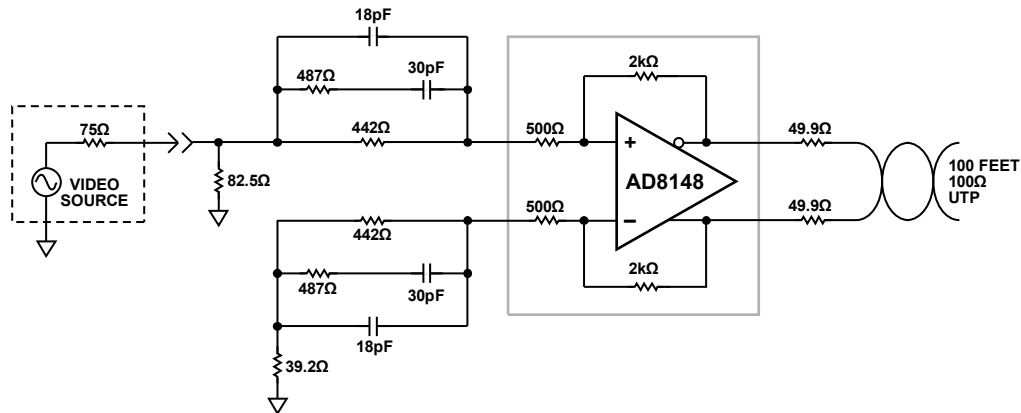 18pF
487Ω
30pF
2kΩ
75Ω
442Ω
500Ω
49.9Ω
VIDEO
SOURCE
82.5Ω
+
AD8148
−
100 FEET
100Ω
UTP
442Ω
500Ω
49.9Ω
487Ω
30pF
2kΩ
18pF
39.2Ω